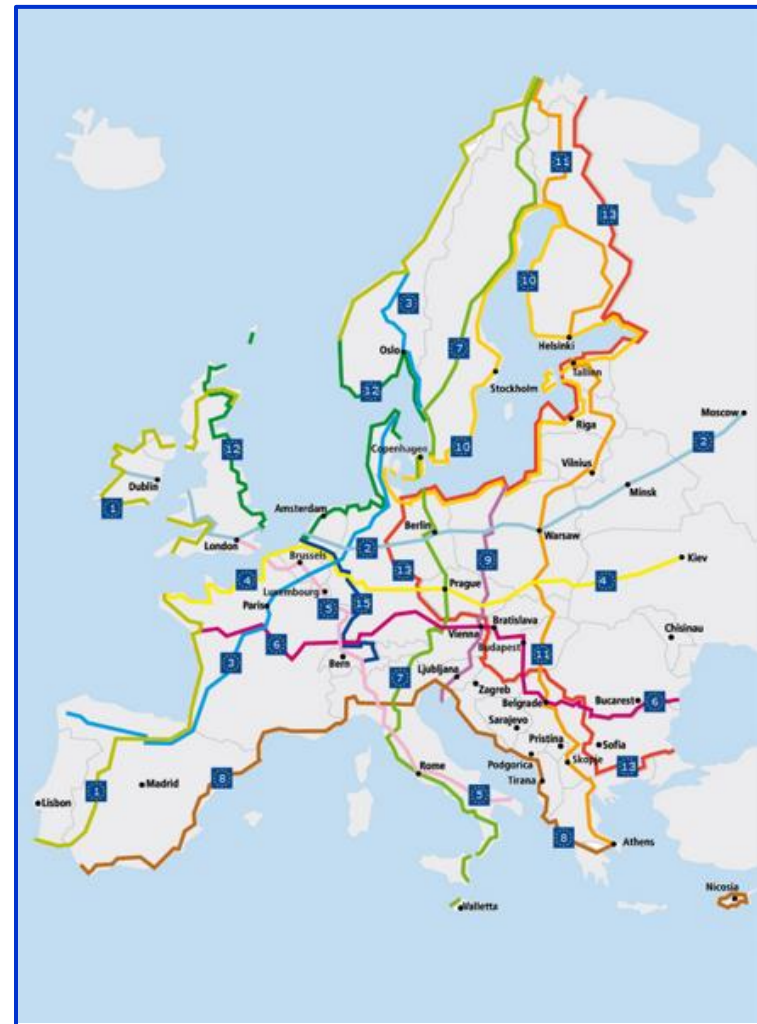 11
13
3
10
Oslo
7
Helsinki
12
Tallinn
Stockholm
Moscow
Riga
12
10
2
Copenhagen
Vilnius
Dublin
Minsk
1
Amsterdam
Berlin
Warsaw
London
2
Brussels
9
Kiev
4
13
4
Luxembourg
Prague
15
Paris
5
Bratislava
Vienna
Chisinau
6
Budapest
Bern
3
11
7
Ljubljana
Zagreb
Belgrade
Bucarest
6
Sarajevo
Pristina
Sofia
Podgorica
Skopje
13
Rome
8
Madrid
Tirana
1
5
Lisbon
8
Athens
Nicosia
Valletta